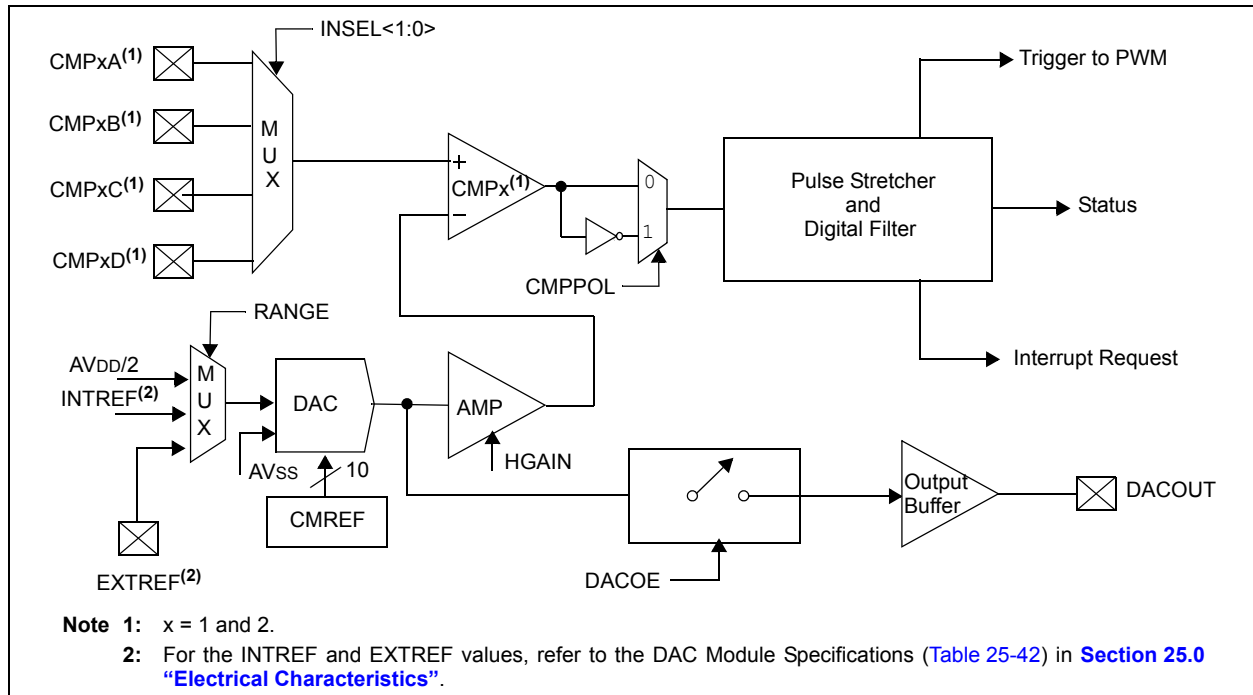 INSEL<1:0>
CMPxA(1)
CMPxB(1)
CMPxC(1)
CMPxD(1)
M
U
X
+
CMPx(1)
−
0
1
CMPPOL
Pulse Stretcher
and
Digital Filter
Trigger to PWM
Status
Interrupt Request
RANGE
AVDD/2
INTREF(2)
M
U
X
DAC
AVSS
10
CMREF
EXTREF(2)
AMP
HGAIN
DACOE
Output
Buffer
DACOUT
Note 1: x = 1 and 2.
2: For the INTREF and EXTREF values, refer to the DAC Module Specifications (Table 25-42) in Section 25.0
“Electrical Characteristics”.